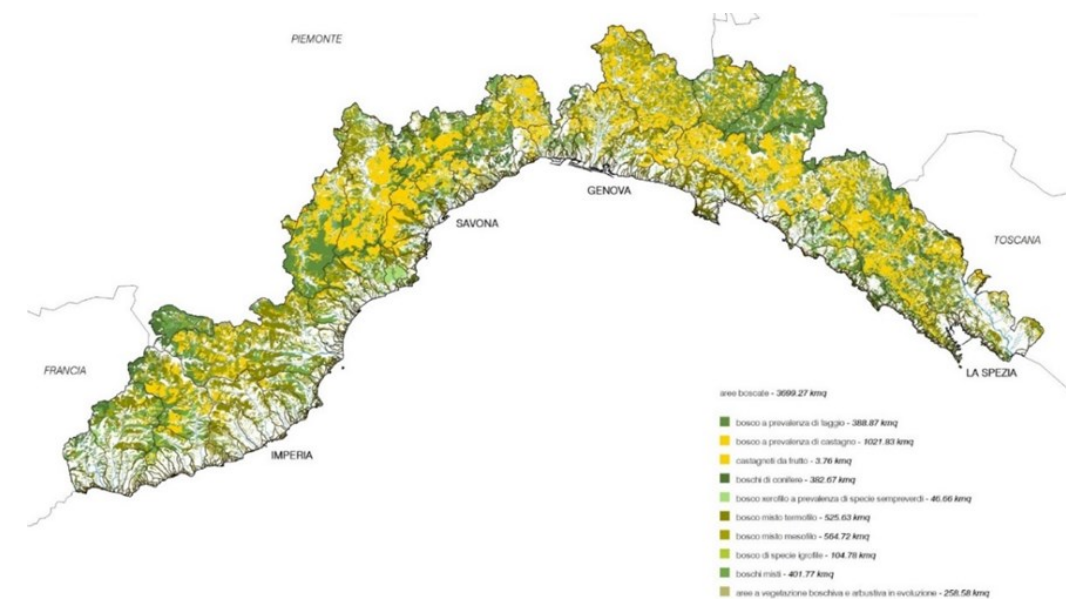 PIEMONTE
GENOVA
SAVONA
TOSCANA
FRANCIA
LA SPEZIA
IMPERIA
aree boscate - 3699.27 kmq
bosco a prevalenza di faggio - 388.87 kmq
bosco a prevalenza di castagno - 1021.83 kmq
castagneti da frutto - 3.76 kmq
boschi di conifere - 382.67 kmq
bosco xerofilo a prevalenza di specie sempreverdi - 46.66 kmq
bosco misto termofilo - 525.63 kmq
bosco misto mesofilo - 564.72 kmq
bosco di specie igrofile - 104.78 kmq
boschi misti - 401.77 kmq
aree a vegetazione boschiva e arbustiva in evoluzione - 258.58 kmq